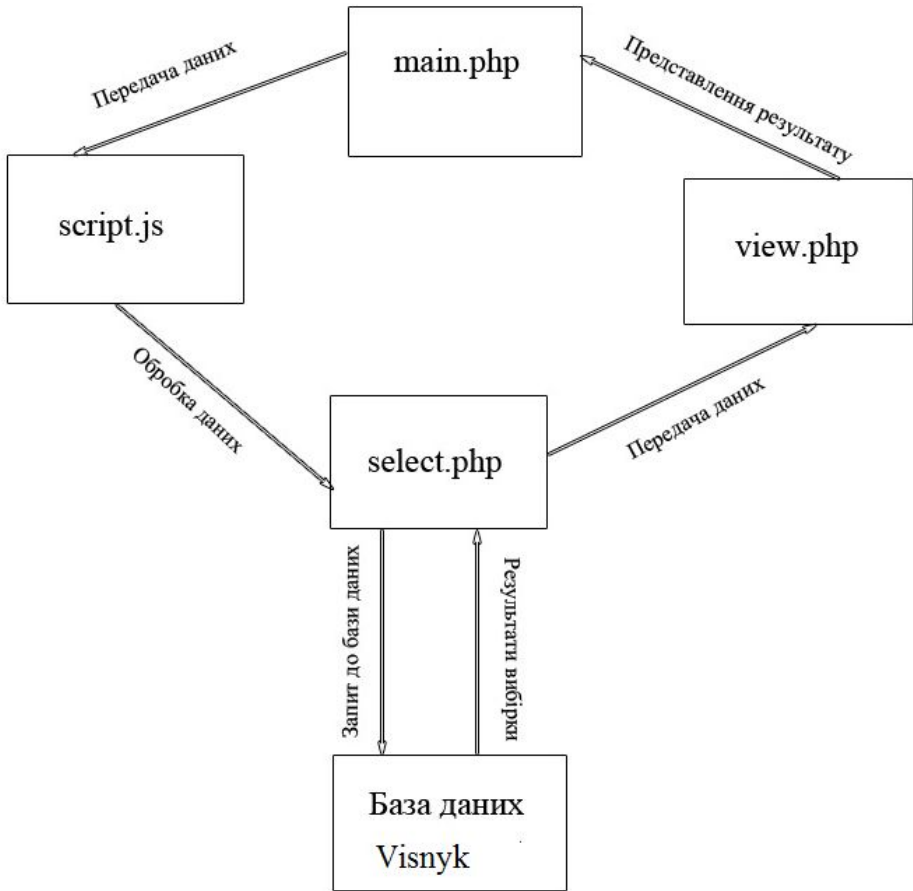 main.php
Передача даних
Представлення результату
script.js
view.php
Обробка даних
Передача даних
select.php
Запит до бази даних
Результати вибірки
База даних
Visnyk